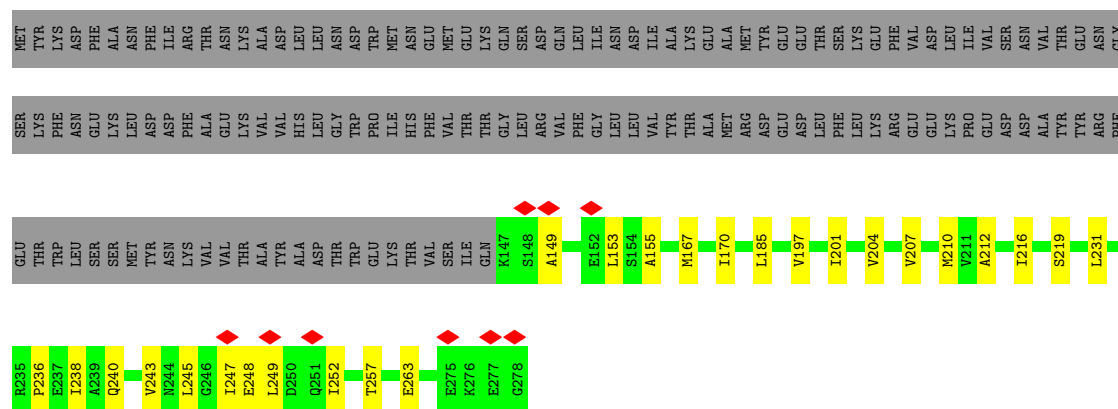 MET TYR LYS ASP PHE ALA ASN PHE ILE ARG THR ASN LYS ALA ASP LEU LEU ASN ASP TRP MET ASN GLU MET GLU LYS GLN SER ASP GLN LEU ILE ASN ASP ILE ALA LYS GLU ALA MET TYR GLU GLU THR SER LYS GLU PHE VAL ASP LEU ILE VAL SER ASN VAL THR GLU ASN GLY
SER LYS PHE ASN GLU LYS LEU ASP ASP PHE ALA GLU LYS VAL VAL HIS LEU GLY TRP PRO ILE HIS PHE VAL THR THR GLY LEU ARG VAL PHE GLY LEU LEU VAL TYR THR ALA MET ARG ASP GLU ASP LEU PHE LEU LYS ARG GLU GLU LYS PRO GLU ASP ASP ALA TYR TYR ARG PHE
GLU THR TRP LEU SER SER MET TYR ASN LYS VAL VAL THR ALA TYR ALA ASP THR TRP GLU LYS THR VAL SER ILE GLN K147 S148 A149 E152 L153 S154 A155 M167 I170 L185 V197 I201 V204 V207 M210 V211 A212 I216 S219 L231
R235 P236 E237 I238 A239 Q240 V243 N244 L245 G246 I247 E248 L249 D250 Q251 I252 T257 E263 E275 K276 E277 G278